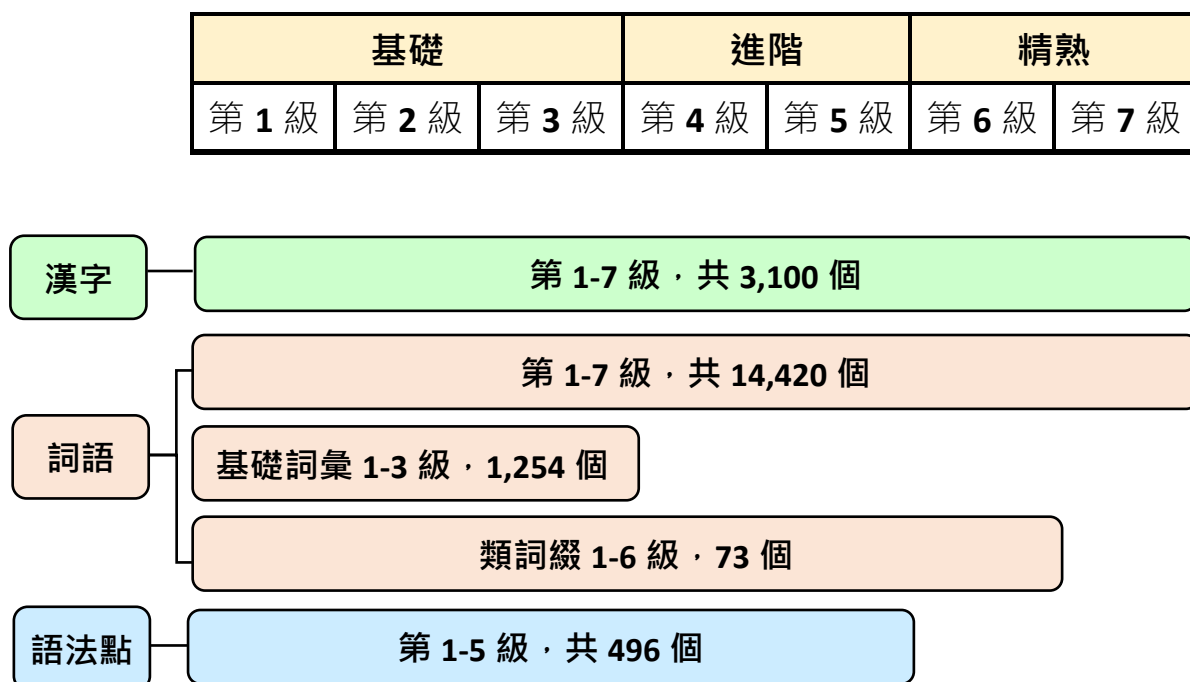 基礎 進階 精熟
第 1 級 第 2 級 第 3 級 第 4 級 第 5 級 第 6 級 第 7 級
漢字
第 1-7 級，共 3,100 個
詞語
第 1-7 級，共 14,420 個
基礎詞彙 1-3 級，1,254 個
類詞綴 1-6 級，73 個
語法點
第 1-5 級，共 496 個